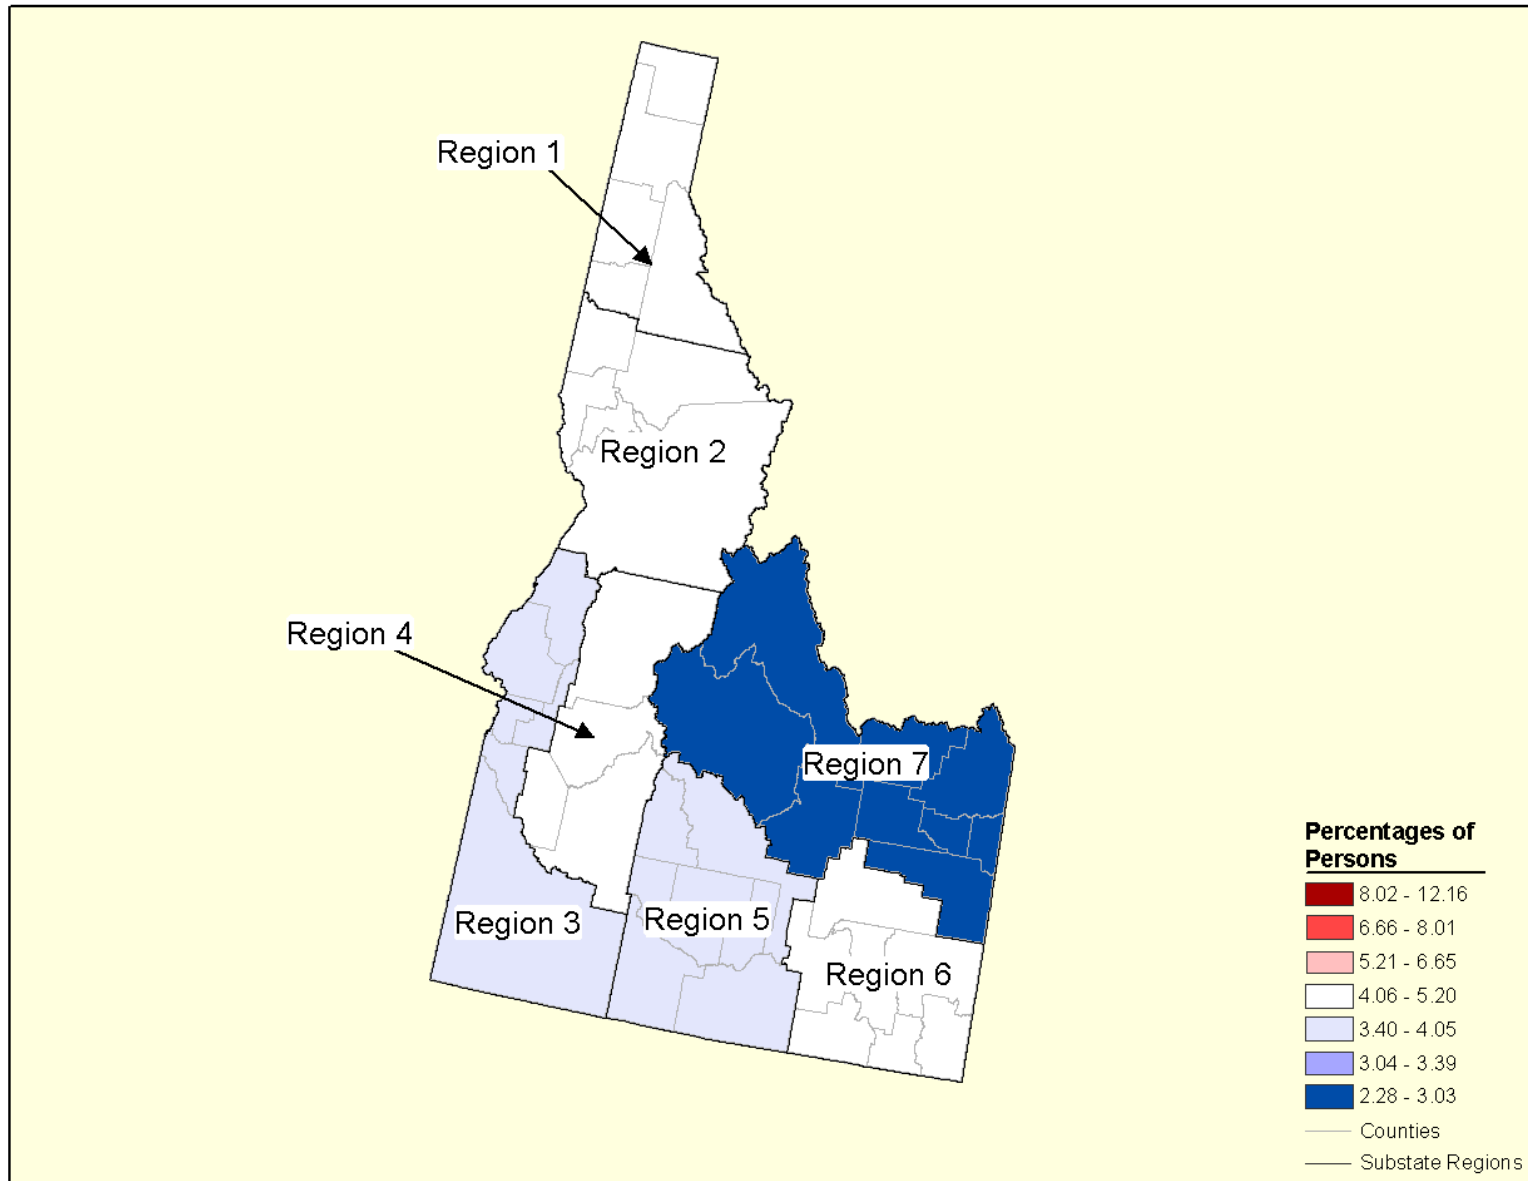 Region 1
Region 2
Region 4
Region 7
Region 3
Region 5
Region 6
Percentages of
Persons
8.02 - 12.16
6.66 - 8.01
5.21 - 6.65
4.06 - 5.20
3.40 - 4.05
3.04 - 3.39
2.28 - 3.03
Counties
Substate Regions